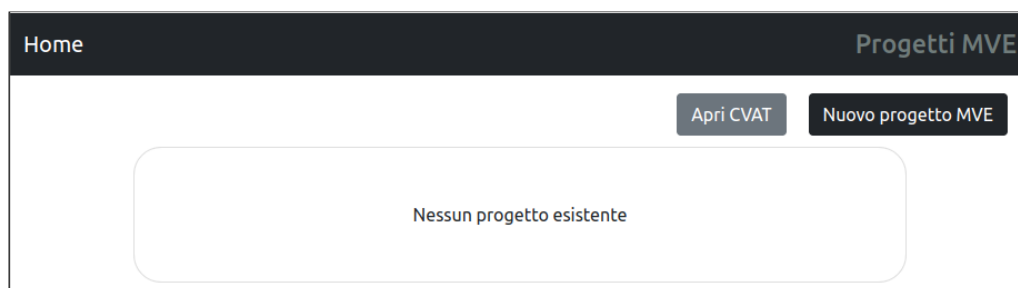 Home Progetti MVE
Apri CVAT Nuovo progetto MVE
Nessun progetto esistente